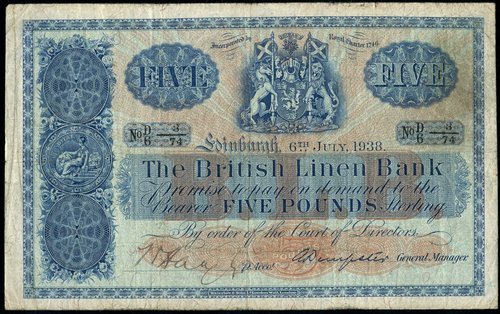 Incorporated by Royal Charter 1746
FIVE FIVE
No D/6 3/74 No D/6 3/74
Edinburgh, 6TH JULY, 1938.
The British Linen Bank
Promise to pay on demand to the
Bearer FIVE POUNDS Sterling
By order of the Court of Directors.
p. Acct. A Dempster General Manager